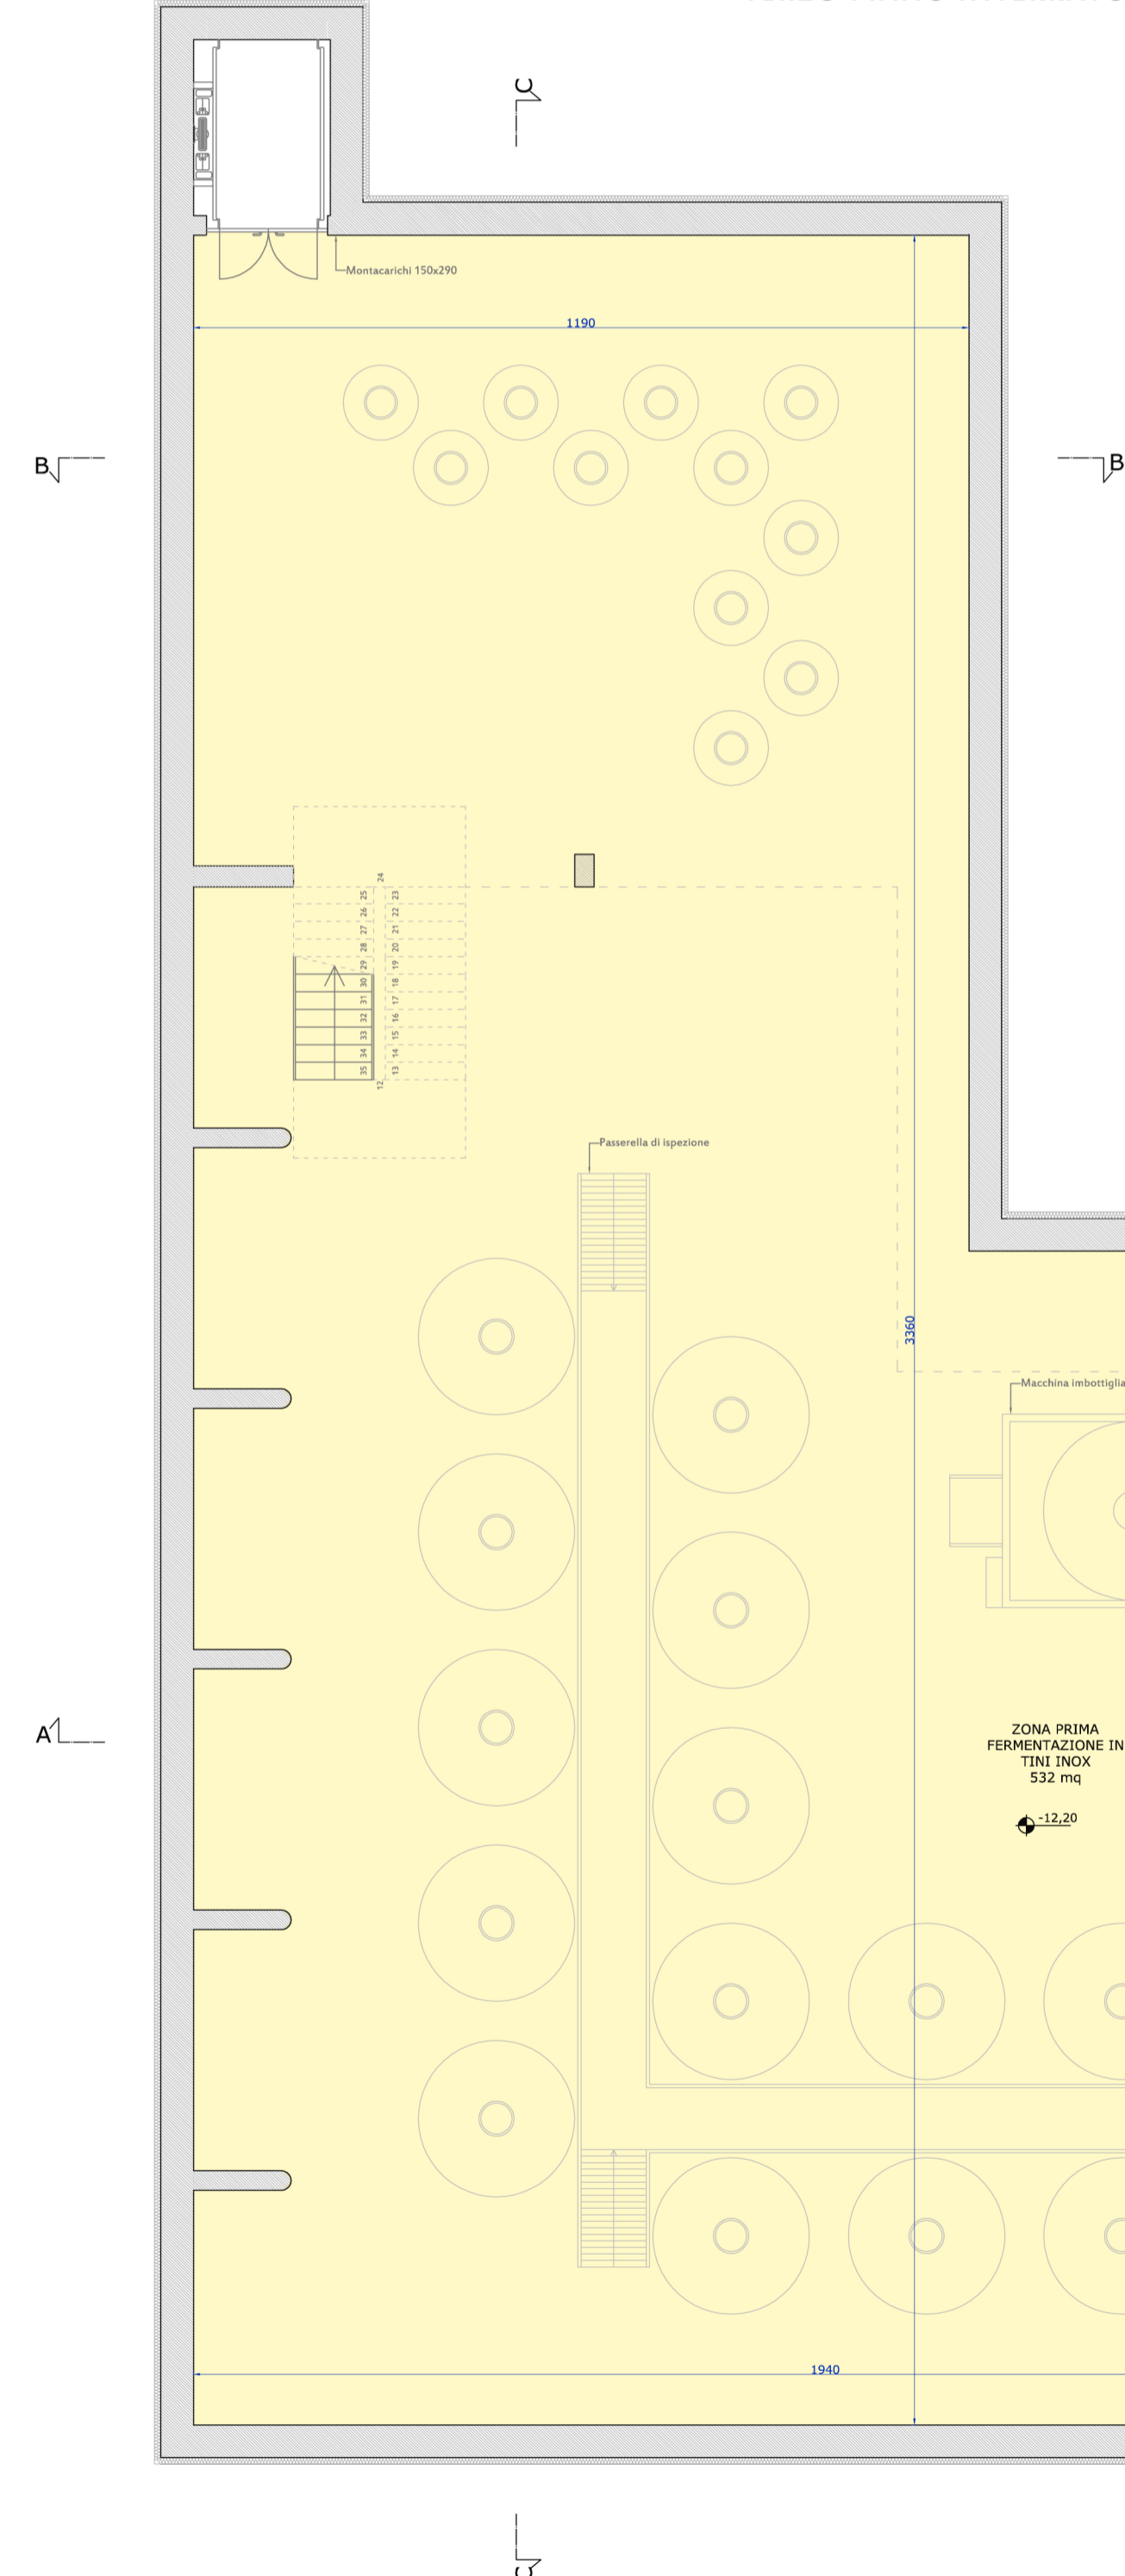 C
Montacarichi 150x290
1190
B
B
24
25 23
26 22
27 21
28 20
29 19
30 18
31 17
32 16
33 15
34 14
35 13
12
Passerella di ispezione
3360
Macchina imbottiglia
ZONA PRIMA
FERMENTAZIONE IN
TINI INOX
532 mq
A
-12,20
1940